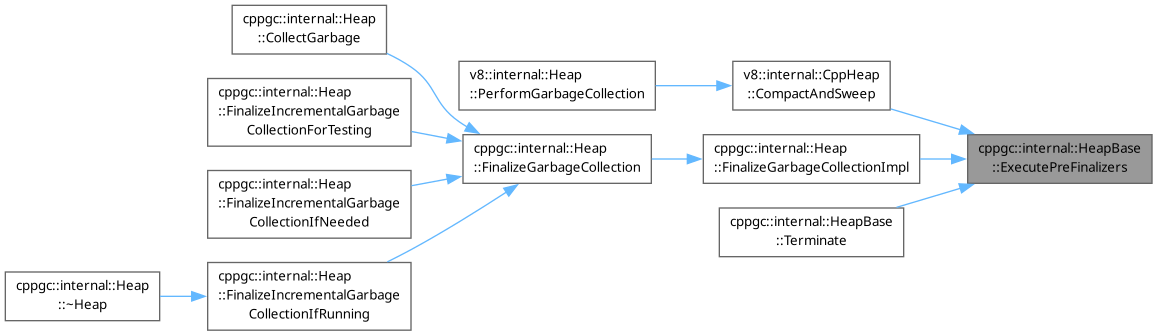 cppgc::internal::Heap
::CollectGarbage
cppgc::internal::Heap
::FinalizeIncrementalGarbage
CollectionForTesting
cppgc::internal::Heap
::FinalizeIncrementalGarbage
CollectionIfNeeded
cppgc::internal::Heap
::FinalizeIncrementalGarbage
CollectionIfRunning
cppgc::internal::Heap
::~Heap
v8::internal::Heap
::PerformGarbageCollection
cppgc::internal::Heap
::FinalizeGarbageCollection
v8::internal::CppHeap
::CompactAndSweep
cppgc::internal::Heap
::FinalizeGarbageCollectionImpl
cppgc::internal::HeapBase
::Terminate
cppgc::internal::HeapBase
::ExecutePreFinalizers